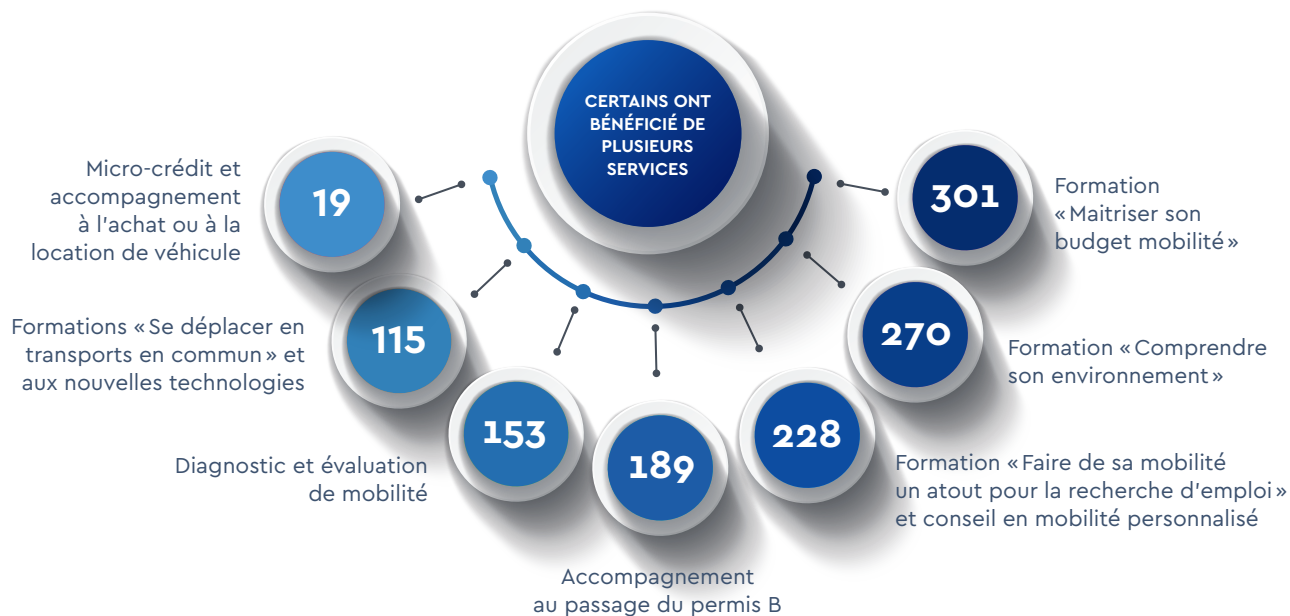 CERTAINS ONT
BÉNÉFICIÉ DE
PLUSIEURS
SERVICES
19
Micro-crédit et
accompagnement
à l'achat ou à la
location de véhicule
115
Formations « Se déplacer en
transports en commun » et
aux nouvelles technologies
153
Diagnostic et évaluation
de mobilité
189
Accompagnement
au passage du permis B
228
Formation « Faire de sa mobilité
un atout pour la recherche d'emploi »
et conseil en mobilité personnalisé
270
Formation « Comprendre
son environnement »
301
Formation
« Maitriser son
budget mobilité »